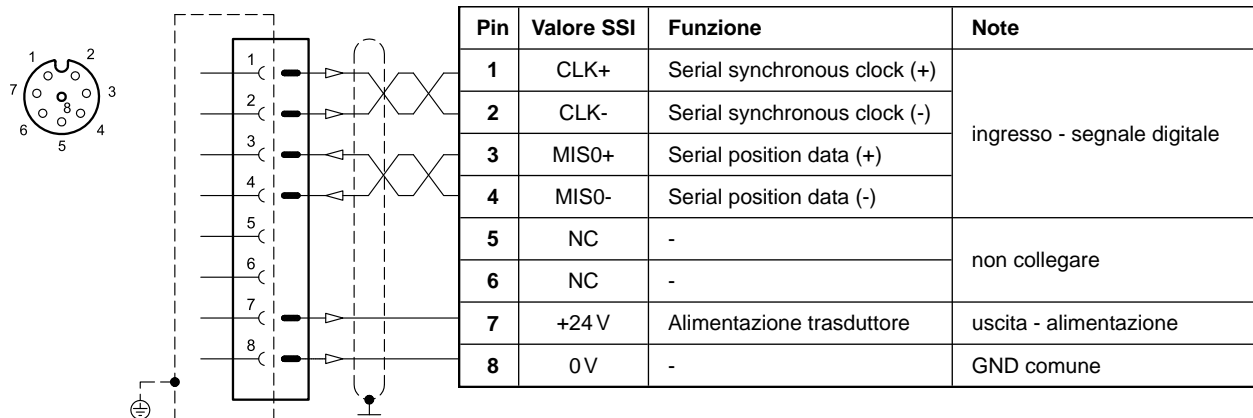 1 2 3 4 5 6 7 8
1
2
3
4
5
6
7
8
Pin Valore SSI Funzione Note
1 CLK+ Serial synchronous clock (+) ingresso - segnale digitale
2 CLK- Serial synchronous clock (-)
3 MIS0+ Serial position data (+)
4 MIS0- Serial position data (-)
5 NC - non collegare
6 NC -
7 +24 V Alimentazione trasduttore uscita - alimentazione
8 0 V - GND comune